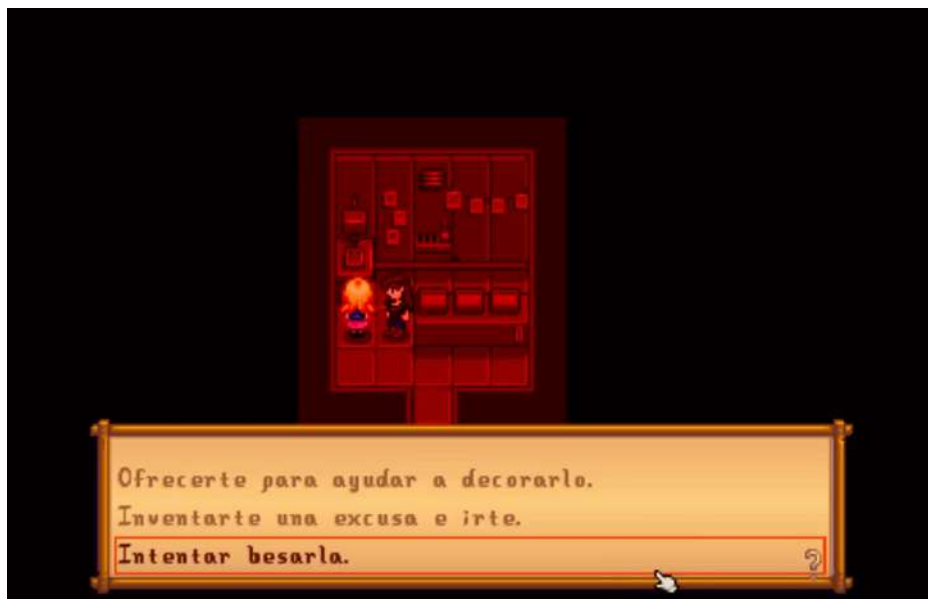 Ofrecerte para ayudar a decorarlo.
Inventarte una excusa e irte.
Intentar besarla.
?